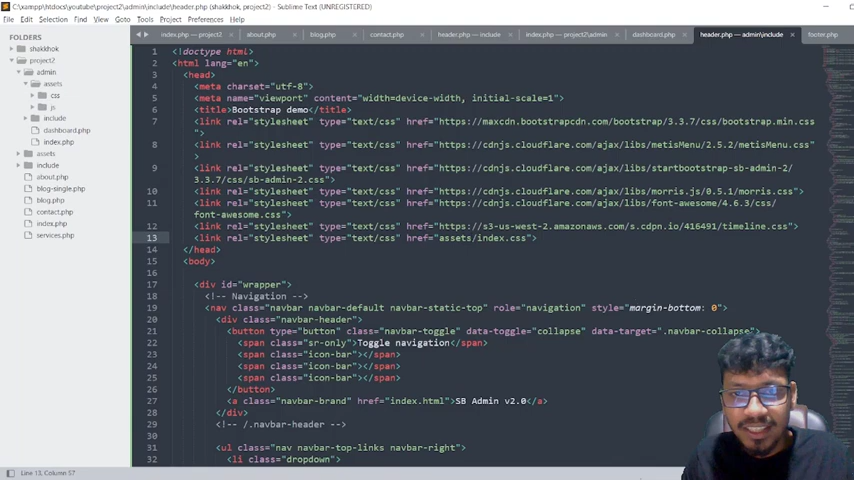 C:\xampp\htdocs\youtube\project2\admin\include\header.php (shakkhok, project2) - Sublime Text (UNREGISTERED)
File Edit Selection Find View Goto Tools Project Preferences Help
FOLDERS
shakkhok
project2
admin
assets
css
js
include
dashboard.php
index.php
assets
include
about.php
blog-single.php
blog.php
contact.php
index.php
services.php
index.php — project2
about.php
blog.php
contact.php
header.php — include
index.php — project2\admin
dashboard.php
header.php — admin\include
footer.php
1 <!doctype html>
2 <html lang="en">
3 <head>
4 <meta charset="utf-8">
5 <meta name="viewport" content="width=device-width, initial-scale=1">
6 <title>Bootstrap demo</title>
7 <link rel="stylesheet" type="text/css" href="https://maxcdn.bootstrapcdn.com/bootstrap/3.3.7/css/bootstrap.min.css
">
8 <link rel="stylesheet" type="text/css" href="https://cdnjs.cloudflare.com/ajax/libs/metisMenu/2.5.2/metisMenu.css"
>
9 <link rel="stylesheet" type="text/css" href="https://cdnjs.cloudflare.com/ajax/libs/startbootstrap-sb-admin-2/
3.3.7/css/sb-admin-2.css">
10 <link rel="stylesheet" type="text/css" href="https://cdnjs.cloudflare.com/ajax/libs/morris.js/0.5.1/morris.css">
11 <link rel="stylesheet" type="text/css" href="https://cdnjs.cloudflare.com/ajax/libs/font-awesome/4.6.3/css/
font-awesome.css">
12 <link rel="stylesheet" type="text/css" href="https://s3-us-west-2.amazonaws.com/s.cdpn.io/416491/timeline.css">
13 <link rel="stylesheet" type="text/css" href="assets/index.css">
14 </head>
15 <body>
16
17 <div id="wrapper">
18 <!-- Navigation -->
19 <nav class="navbar navbar-default navbar-static-top" role="navigation" style="margin-bottom: 0">
20 <div class="navbar-header">
21 <button type="button" class="navbar-toggle" data-toggle="collapse" data-target=".navbar-collapse">
22 <span class="sr-only">Toggle navigation</span>
23 <span class="icon-bar"></span>
24 <span class="icon-bar"></span>
25 <span class="icon-bar"></span>
26 </button>
27 <a class="navbar-brand" href="index.html">SB Admin v2.0</a>
28 </div>
29 <!-- /.navbar-header -->
30
31 <ul class="nav navbar-top-links navbar-right">
32 <li class="dropdown">
Line 13, Column 57